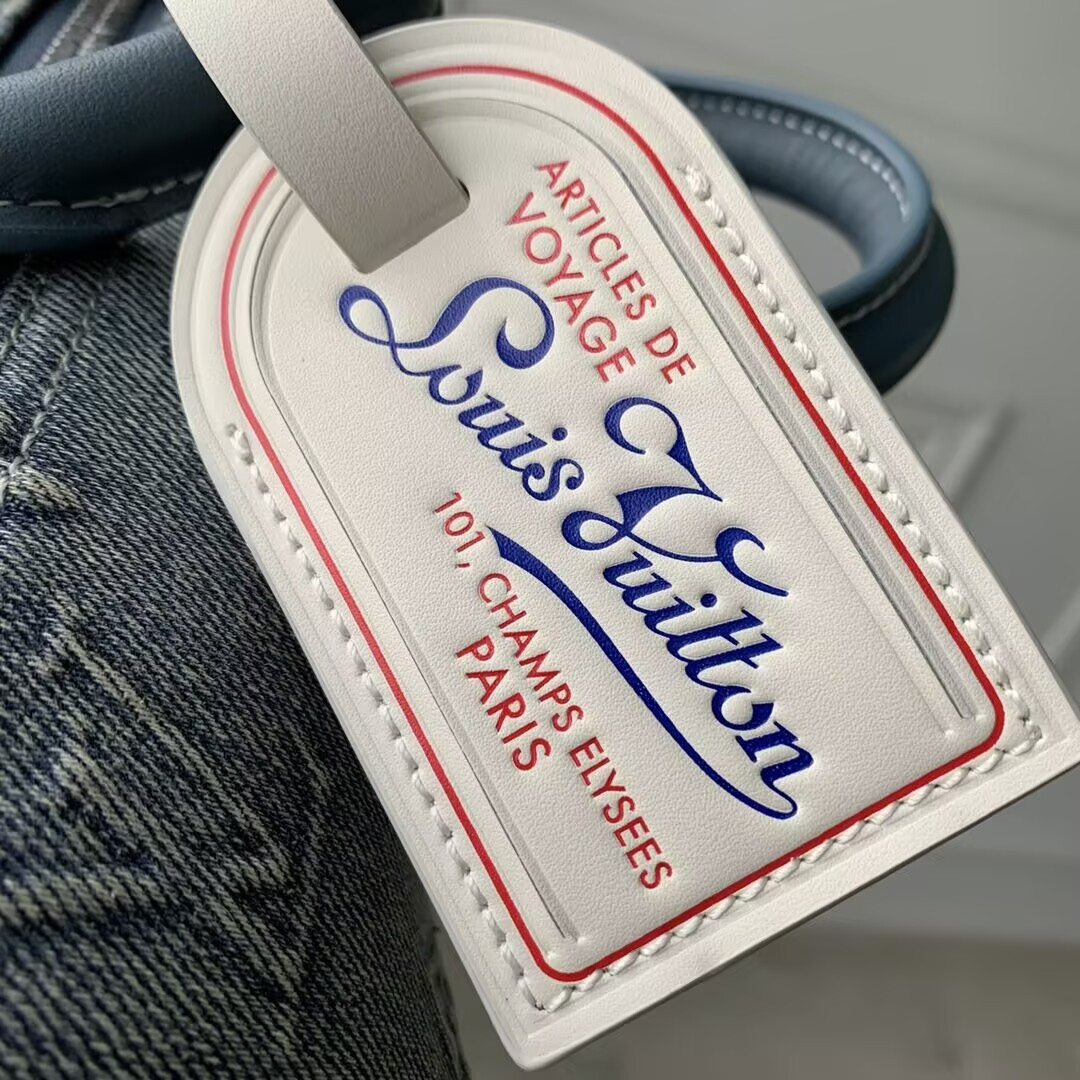 ARTICLES DE
VOYAGE
Louis Vuitton
101, CHAMPS ELYSEES
PARIS